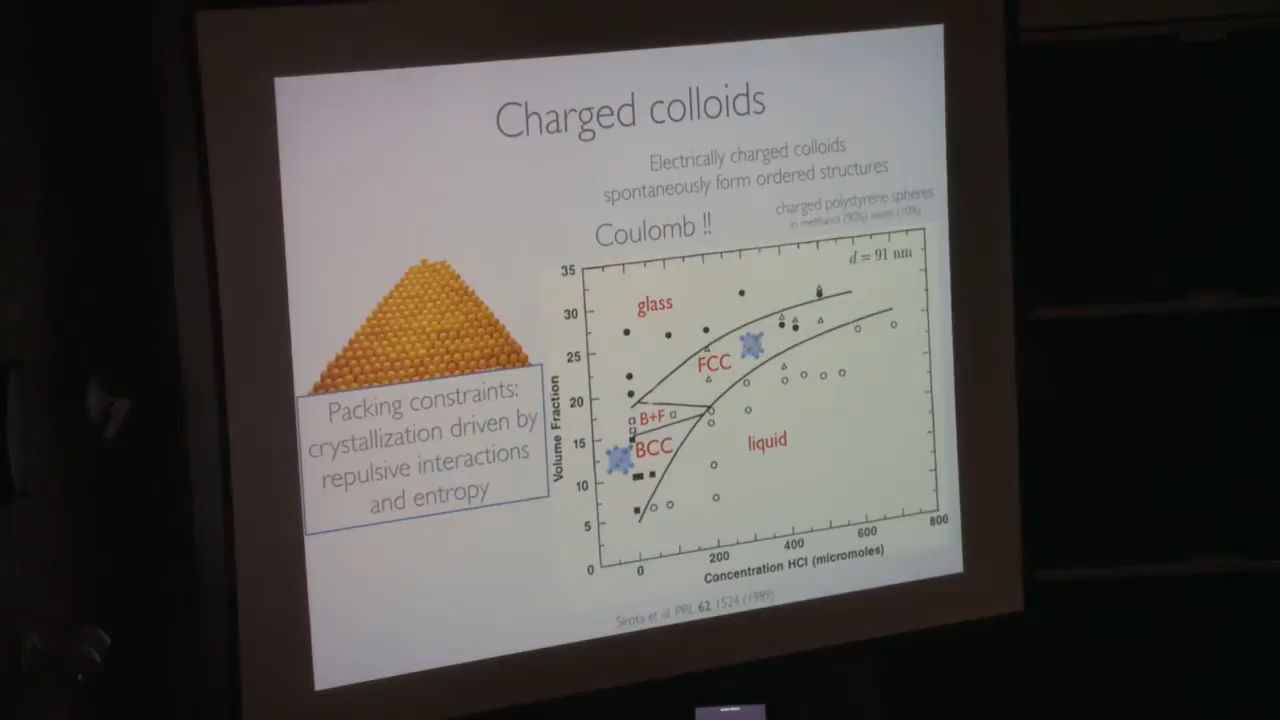 Charged colloids
Electrically charged colloids
spontaneously form ordered structures
charged polystyrene spheres
in methanol (90%) water (10%)
Coulomb !!
d = 91 nm
35
30
25
20
15
10
5
0
Volume Fraction
glass
FCC
B+F
BCC
liquid
0
200
400
600
800
Concentration HCl (micromoles)
Packing constraints:
crystallization driven by
repulsive interactions
and entropy
Sirota et al. PRL 62, 1524 (1989)